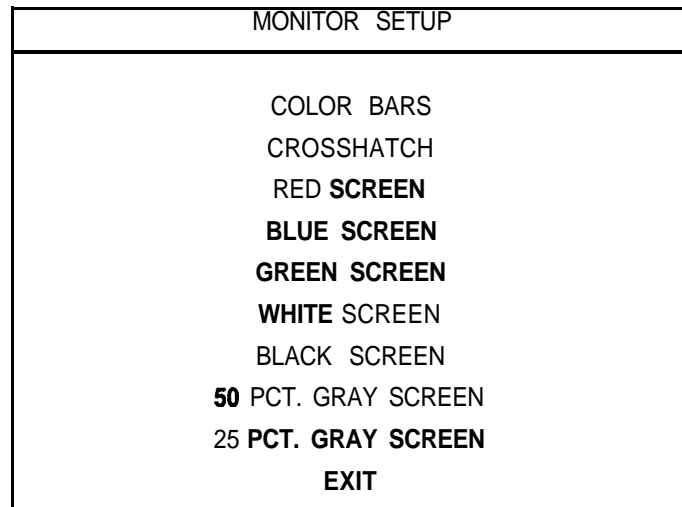 MONITOR SETUP
COLOR BARS
CROSSHATCH
RED SCREEN
BLUE SCREEN
GREEN SCREEN
WHITE SCREEN
BLACK SCREEN
50 PCT. GRAY SCREEN
25 PCT. GRAY SCREEN
EXIT